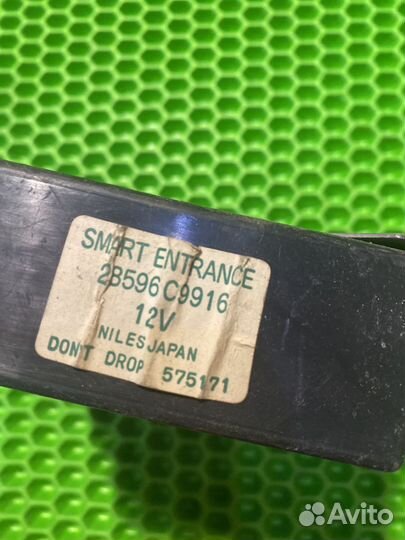 SMART ENTRANCE
28596 C9916
12V
NILES JAPAN
DON'T DROP 575171
Avito